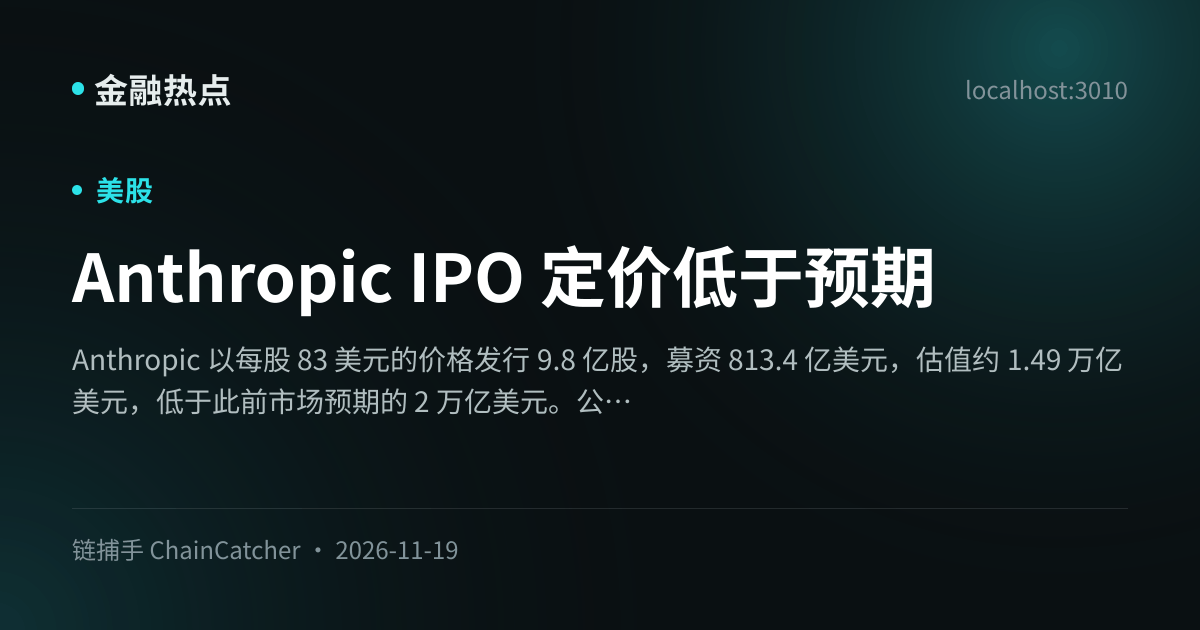 金融热点
localhost:3010
美股
Anthropic IPO 定价低于预期
Anthropic 以每股 83 美元的价格发行 9.8 亿股，募资 813.4 亿美元，估值约 1.49 万亿
美元，低于此前市场预期的 2 万亿美元。公…
链捕手 ChainCatcher · 2026-11-19